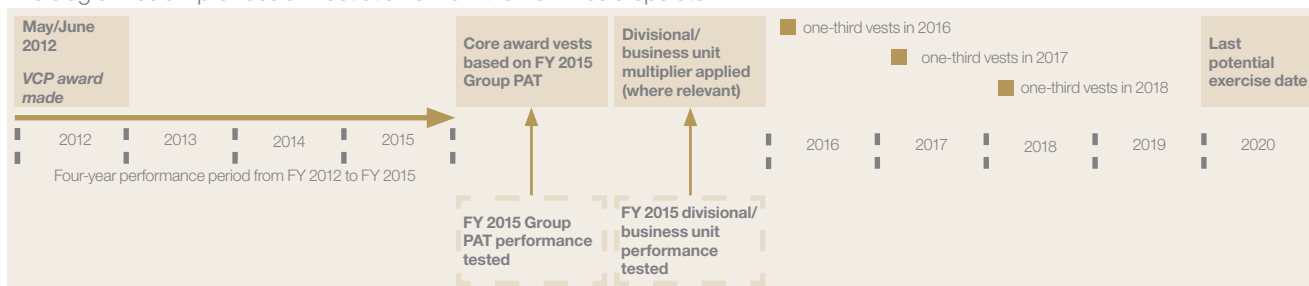 May/June
2012
VCP award
made
Core award vests
based on FY 2015
Group PAT
Divisional/
business unit
multiplier applied
(where relevant)
one-third vests in 2016
one-third vests in 2017
one-third vests in 2018
Last
potential
exercise date
2012
2013
2014
2015
2016
2017
2018
2019
2020
Four-year performance period from FY 2012 to FY 2015
FY 2015 Group
PAT performance
tested
FY 2015 divisional/
business unit
performance
tested